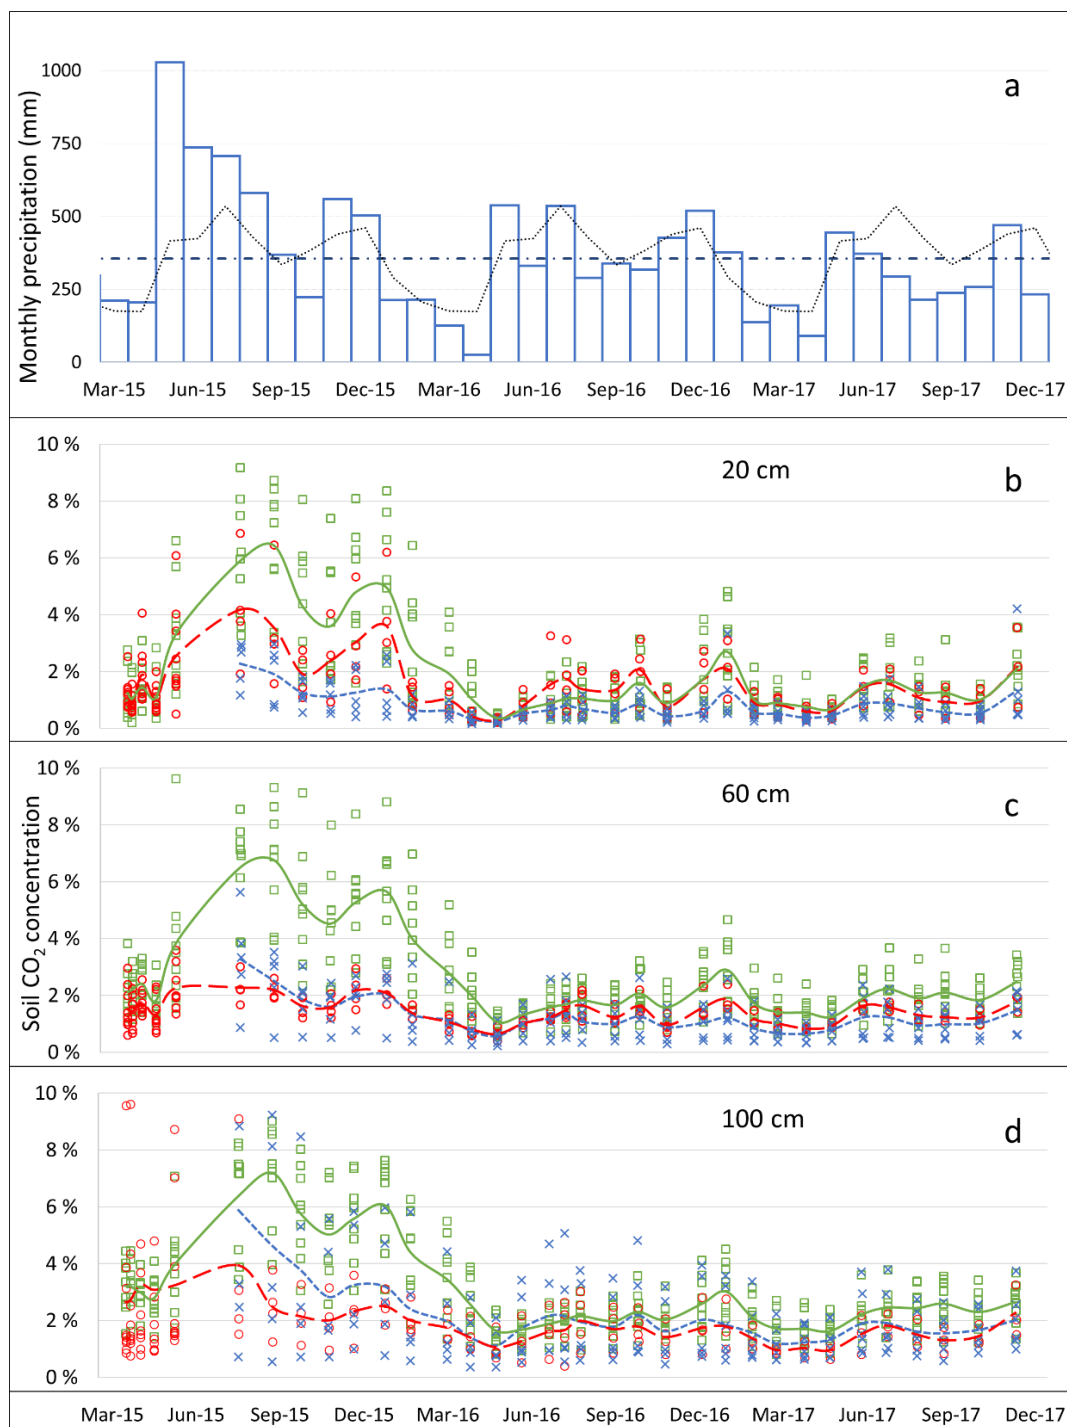 a
Monthly precipitation (mm)
1000
750
500
250
0
Mar-15 Jun-15 Sep-15 Dec-15 Mar-16 Jun-16 Sep-16 Dec-16 Mar-17 Jun-17 Sep-17 Dec-17
10 %
20 cm
b
8 %
6 %
4 %
2 %
0 %
Soil CO₂ concentration
10 %
60 cm
c
8 %
6 %
4 %
2 %
0 %
10 %
100 cm
d
8 %
6 %
4 %
2 %
0 %
Mar-15 Jun-15 Sep-15 Dec-15 Mar-16 Jun-16 Sep-16 Dec-16 Mar-17 Jun-17 Sep-17 Dec-17